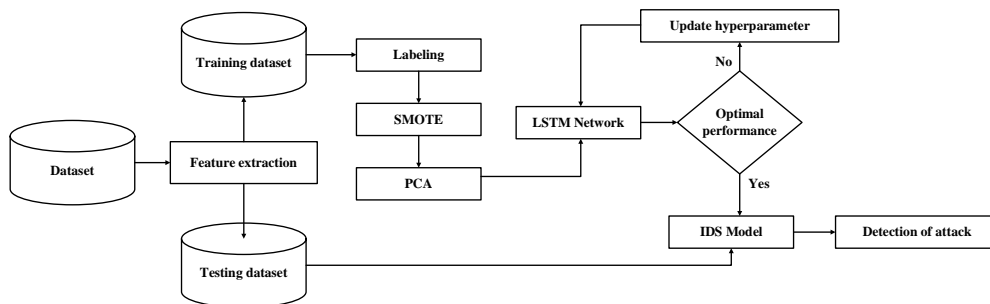 Update hyperparameter
Training dataset
Labeling
No
SMOTE
LSTM Network
Optimal
performance
Dataset
Feature extraction
PCA
Yes
IDS Model
Detection of attack
Testing dataset